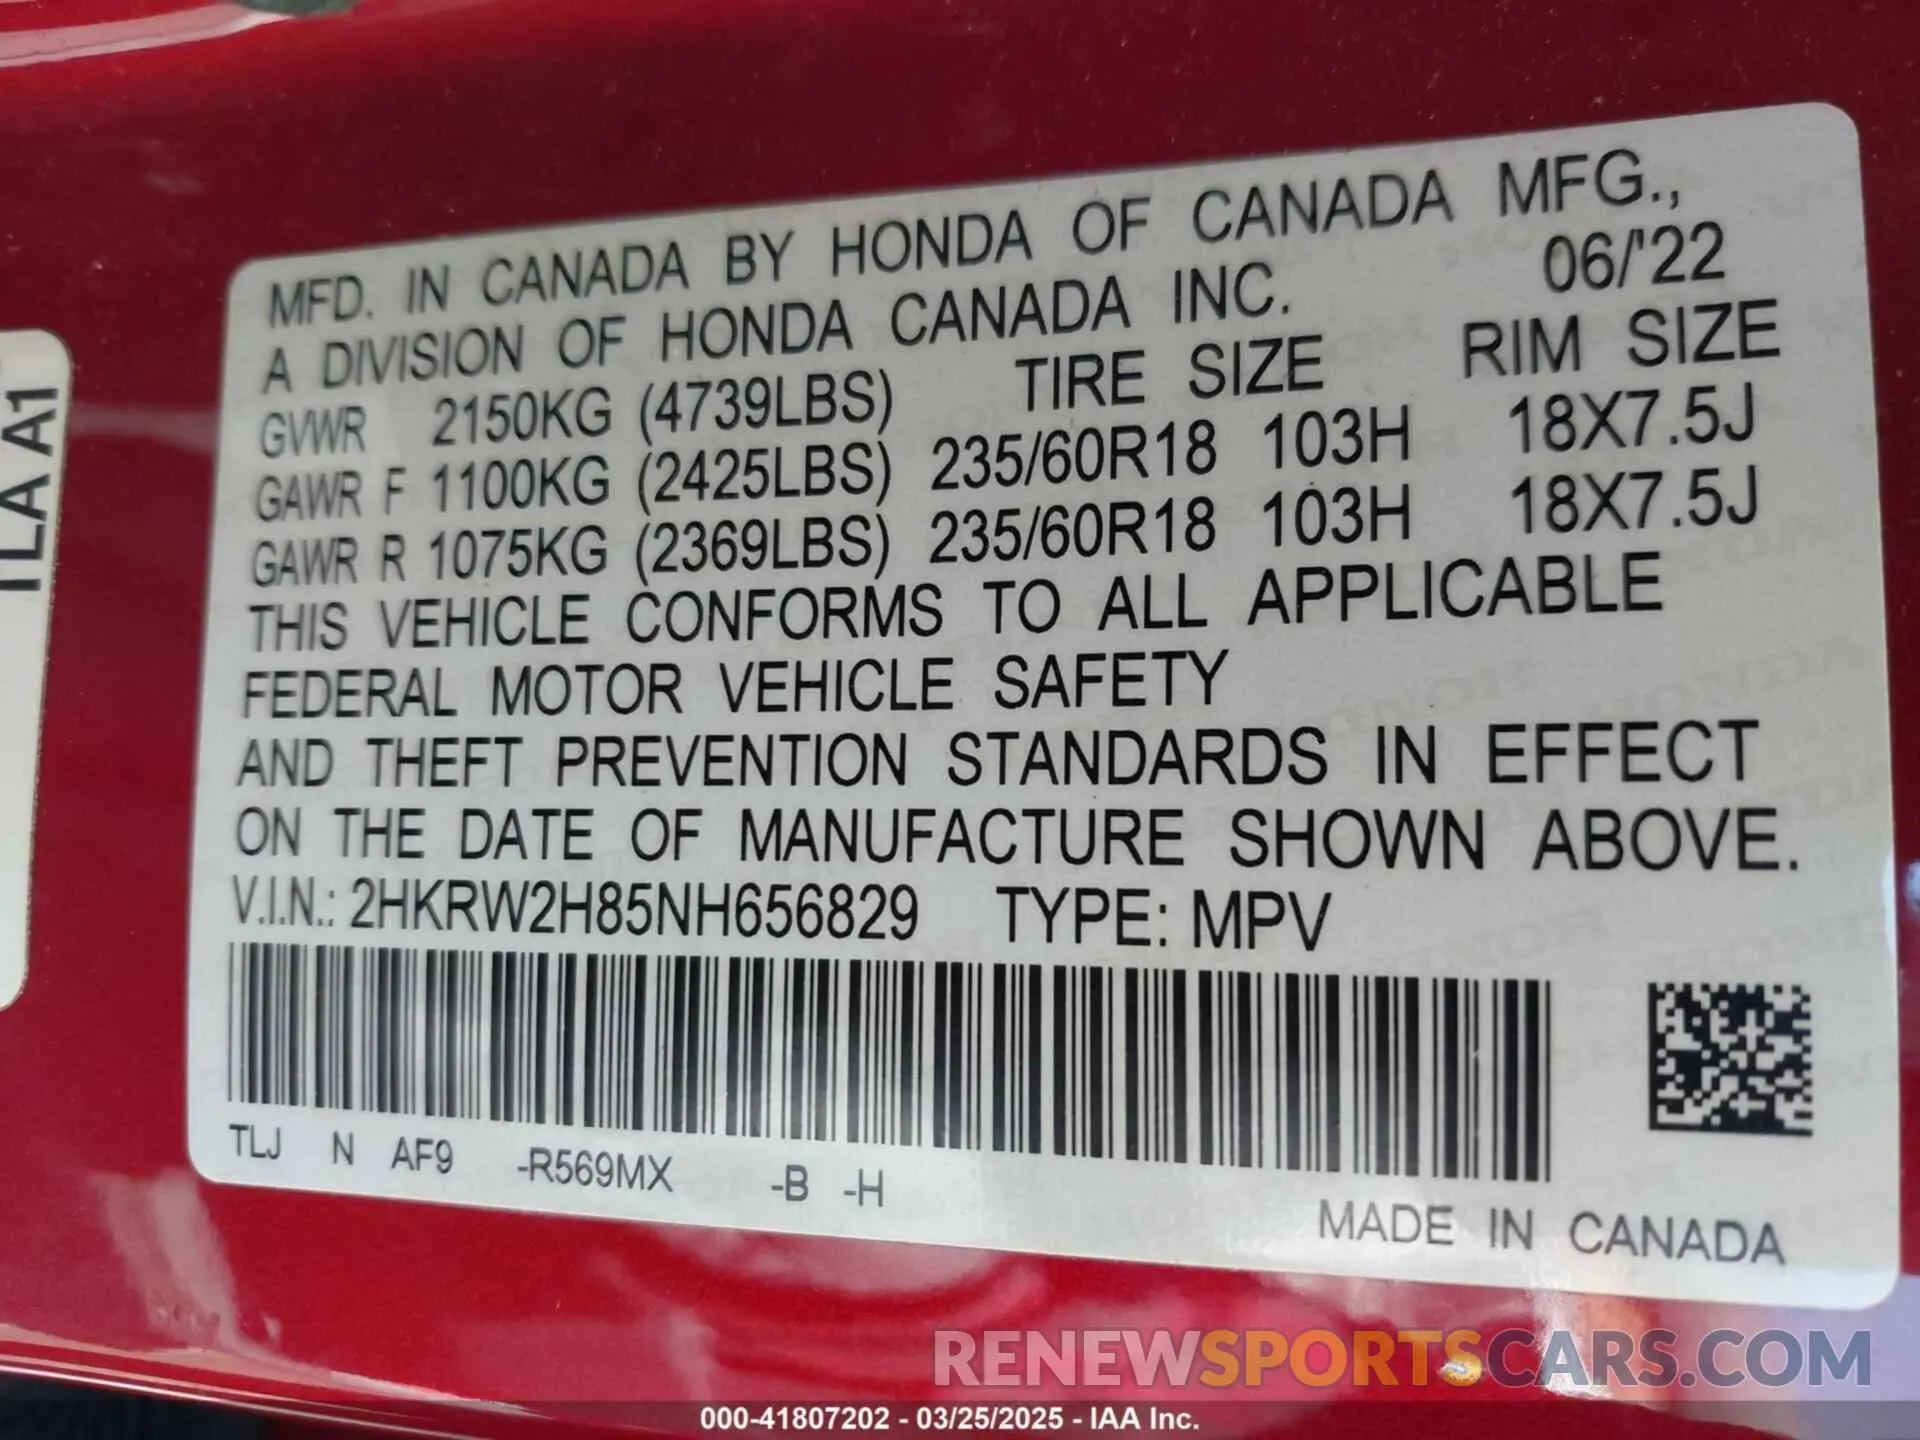 MFD. IN CANADA BY HONDA OF CANADA MFG.,
A DIVISION OF HONDA CANADA INC. 06/'22
GVWR 2150KG (4739LBS) TIRE SIZE RIM SIZE
GAWR F 1100KG (2425LBS) 235/60R18 103H 18X7.5J
GAWR R 1075KG (2369LBS) 235/60R18 103H 18X7.5J
THIS VEHICLE CONFORMS TO ALL APPLICABLE
FEDERAL MOTOR VEHICLE SAFETY
AND THEFT PREVENTION STANDARDS IN EFFECT
ON THE DATE OF MANUFACTURE SHOWN ABOVE.
V.I.N.: 2HKRW2H85NH656829 TYPE: MPV
TLJ N AF9 -R569MX -B -H
MADE IN CANADA
TLA A1
RENEWSPORTSCARS.COM
000-41807202 - 03/25/2025 - IAA Inc.